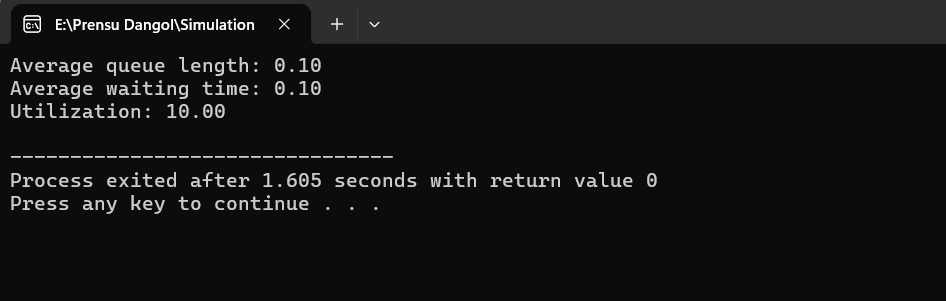 E:\Prensu Dangol\Simulation
Average queue length: 0.10
Average waiting time: 0.10
Utilization: 10.00
--------------------------------
Process exited after 1.605 seconds with return value 0
Press any key to continue . . .